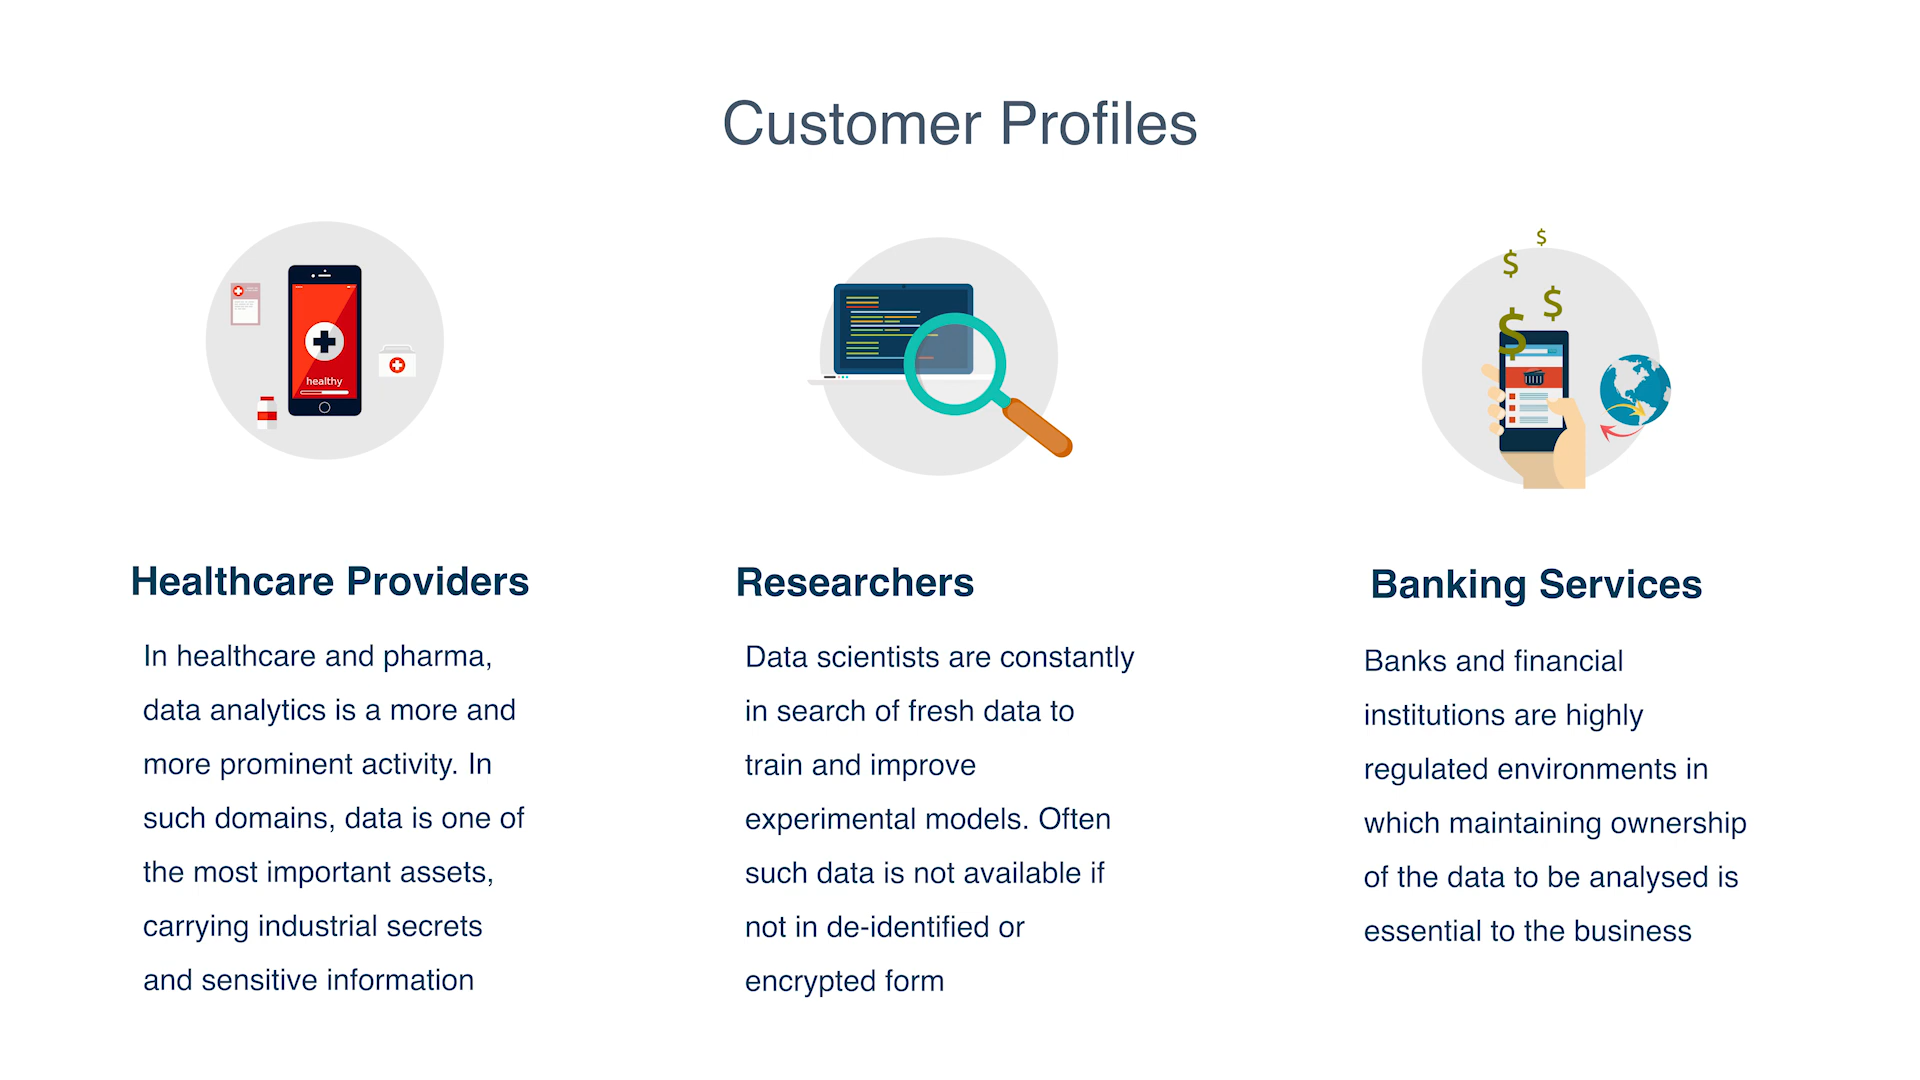 Customer Profiles
healthy
$
$
$
$
Healthcare Providers
In healthcare and pharma,
data analytics is a more and
more prominent activity. In
such domains, data is one of
the most important assets,
carrying industrial secrets
and sensitive information
Researchers
Data scientists are constantly
in search of fresh data to
train and improve
experimental models. Often
such data is not available if
not in de-identified or
encrypted form
Banking Services
Banks and financial
institutions are highly
regulated environments in
which maintaining ownership
of the data to be analysed is
essential to the business